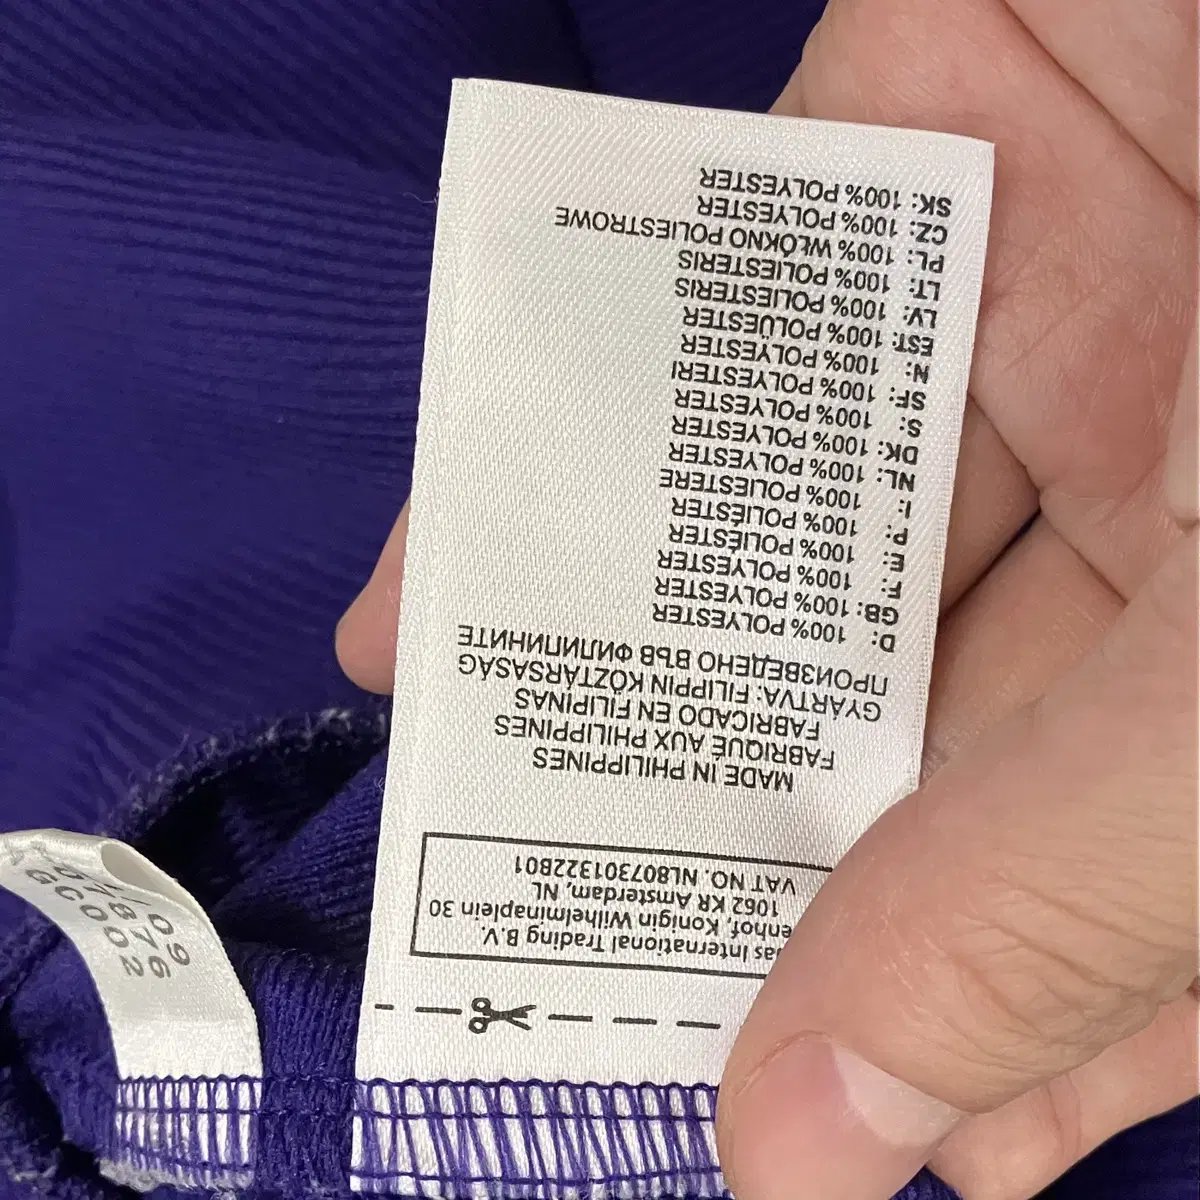 as International Trading B.V.
enhof, Konigin Wilhelminaplein 30
1062 KR Amsterdam, NL
VAT NO. NL807301322B01
MADE IN PHILIPPINES
FABRIQUÉ AUX PHILIPPINES
FABRICADO EN FILIPINAS
GYÁRTVA: FILIPPIN KÖZTÁRSASÁG
ПРОИЗВЕДЕНО ВЪВ ФИЛИПИНИТЕ
D: 100% POLYESTER
GB: 100% POLYESTER
F: 100% POLYESTER
E: 100% POLIÉSTER
P: 100% POLIÉSTER
I: 100% POLIESTERE
NL: 100% POLYESTER
DK: 100% POLYESTER
S: 100% POLYESTER
SF: 100% POLYESTERI
N: 100% POLYESTER
EST: 100% POLÜESTER
LV: 100% POLIESTERIS
LT: 100% POLIESTERIS
PL: 100% WŁÓKNO POLIESTROWE
CZ: 100% POLYESTER
SK: 100% POLYESTER